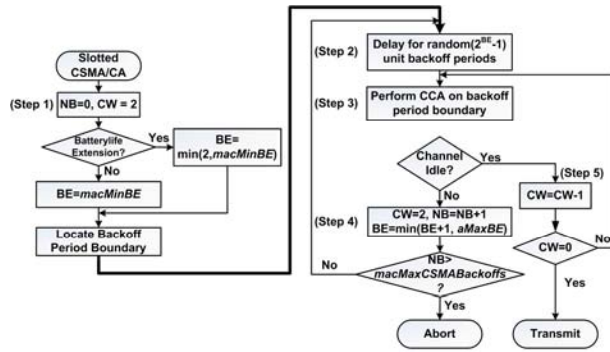 Slotted
CSMA/CA
(Step 1)
NB=0, CW = 2
Batterylife
Extension?
Yes
BE=
min(2,macMinBE)
No
BE=macMinBE
Locate Backoff
Period Boundary
(Step 2)
Delay for random(2^BE-1)
unit backoff periods
(Step 3)
Perform CCA on backoff
period boundary
Channel
Idle?
Yes
(Step 5)
CW=CW-1
No
(Step 4)
CW=2, NB=NB+1
BE=min(BE+1, aMaxBE)
CW=0
No
No
NB>
macMaxCSMABackoffs
?
Yes
Yes
Abort
Transmit